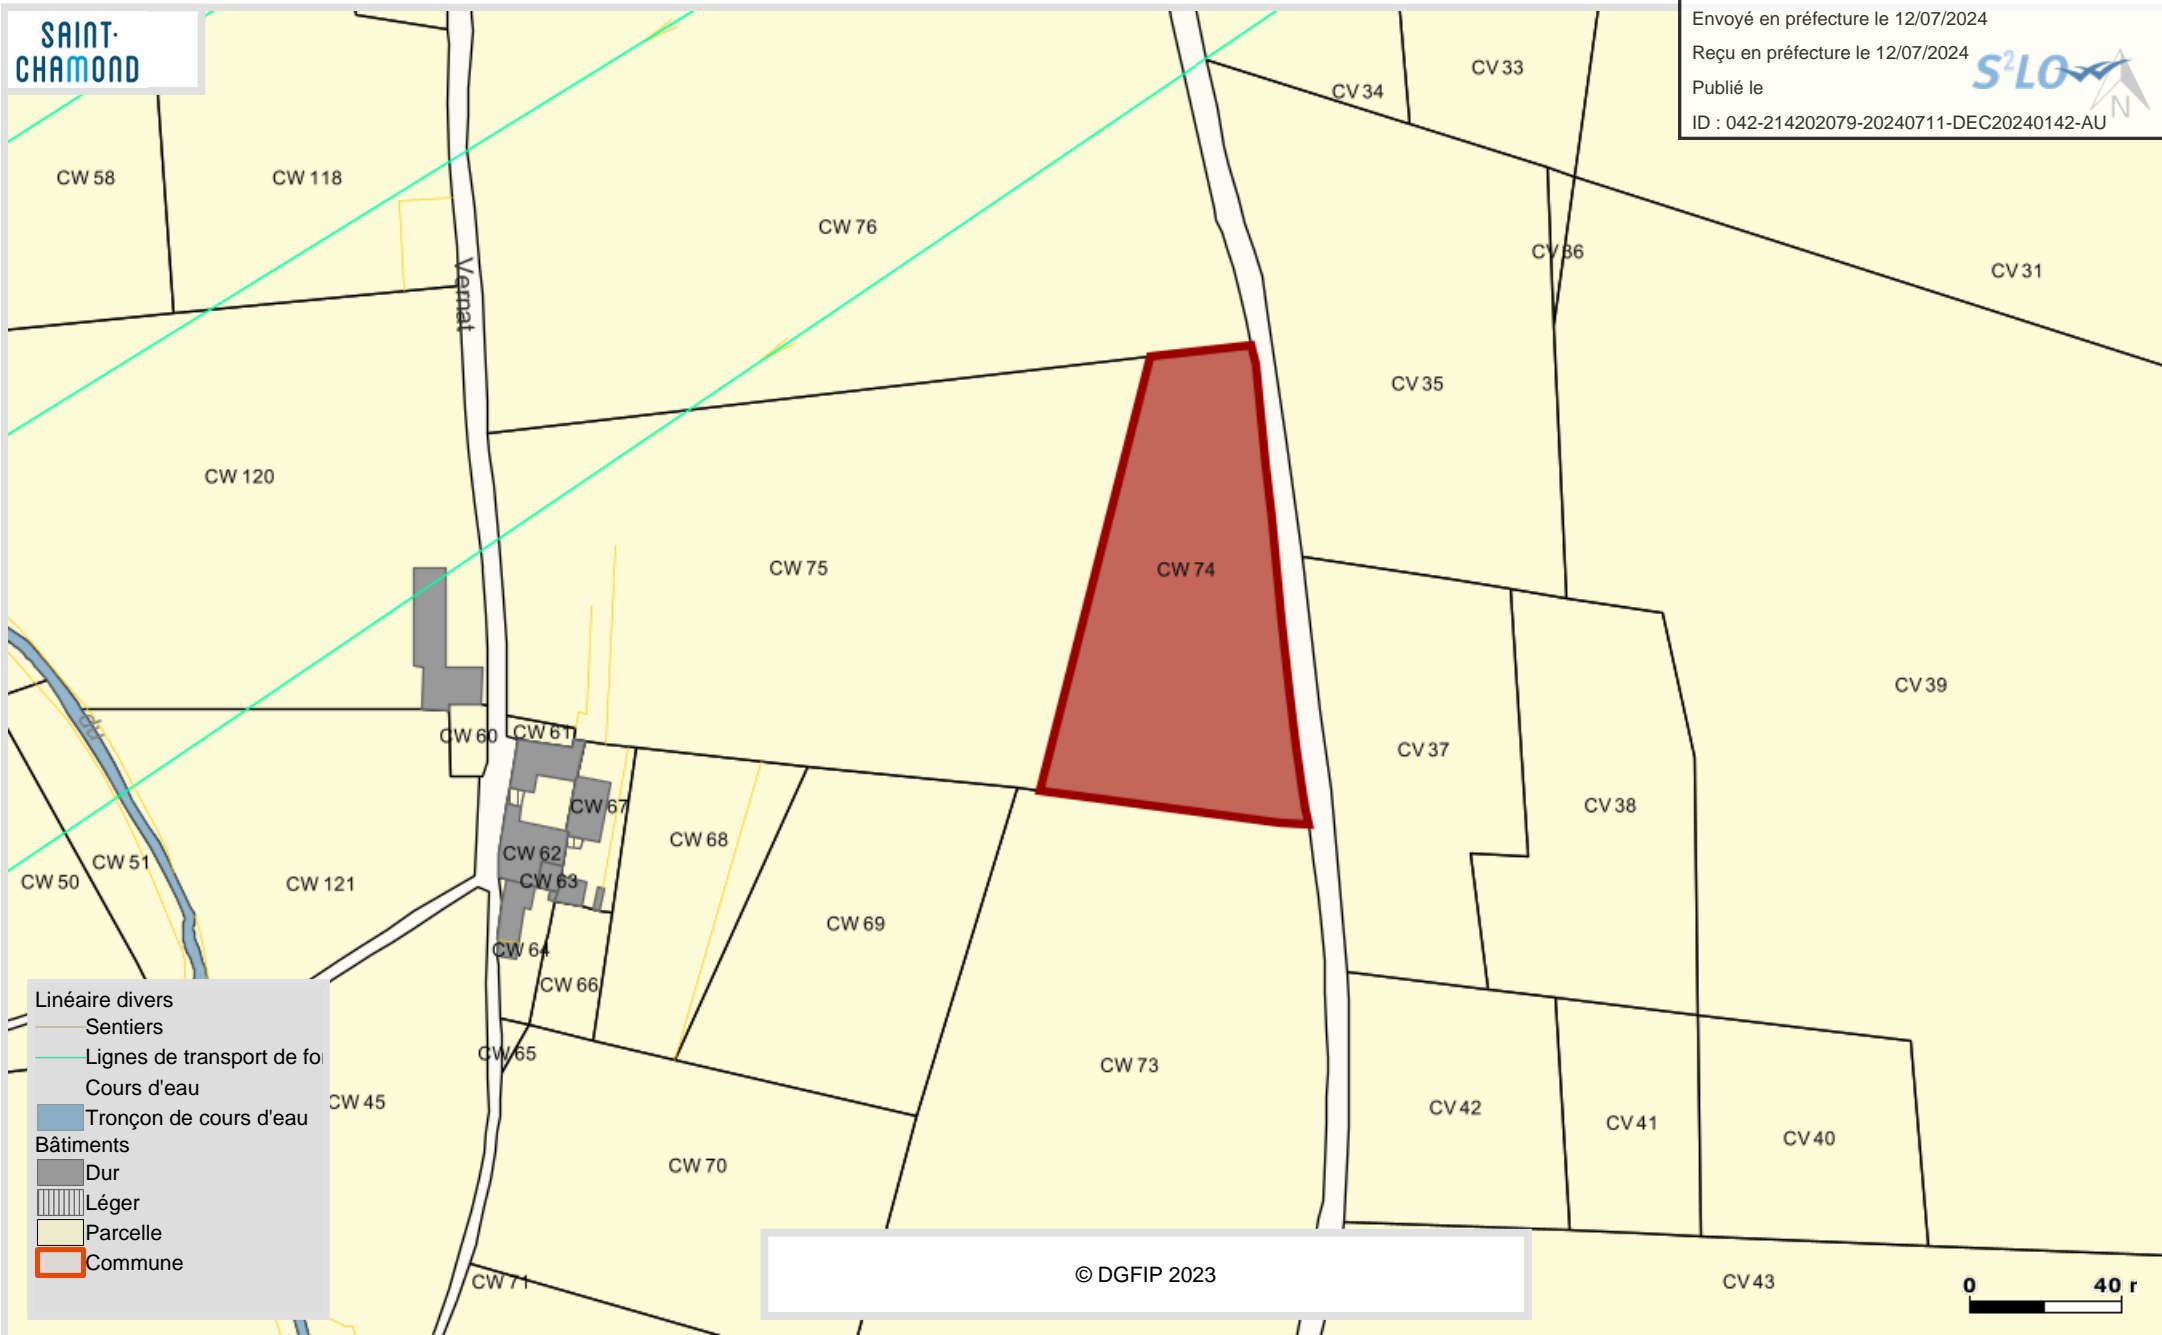 SAINT-
CHAMOND
Envoyé en préfecture le 12/07/2024
Reçu en préfecture le 12/07/2024
Publié le
ID : 042-214202079-20240711-DEC20240142-AU
S²LO
N
CV 33
CV 34
CW 58
CW 118
CW 76
CV 36
CV 31
Vernat
CV 35
CW 120
CW 75
CW 74
CV 39
du
CW 60
CW 61
CV 37
CW 67
CV 38
CW 68
CW 62
CW 51
CW 50
CW 121
CW 63
CW 69
CW 64
CW 66
CW 65
CW 73
CW 45
CV 42
CV 41
CV 40
CW 70
CW 71
CV 43
Linéaire divers
Sentiers
Lignes de transport de for
Cours d'eau
Tronçon de cours d'eau
Bâtiments
Dur
Léger
Parcelle
Commune
© DGFIP 2023
0 40 r